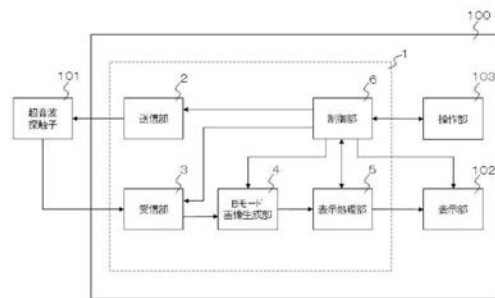 100
1
101
2
6
103
超音波
探触子
送信部
制御部
操作部
3
4
5
102
受信部
Bモード
画像生成部
表示処理部
表示部